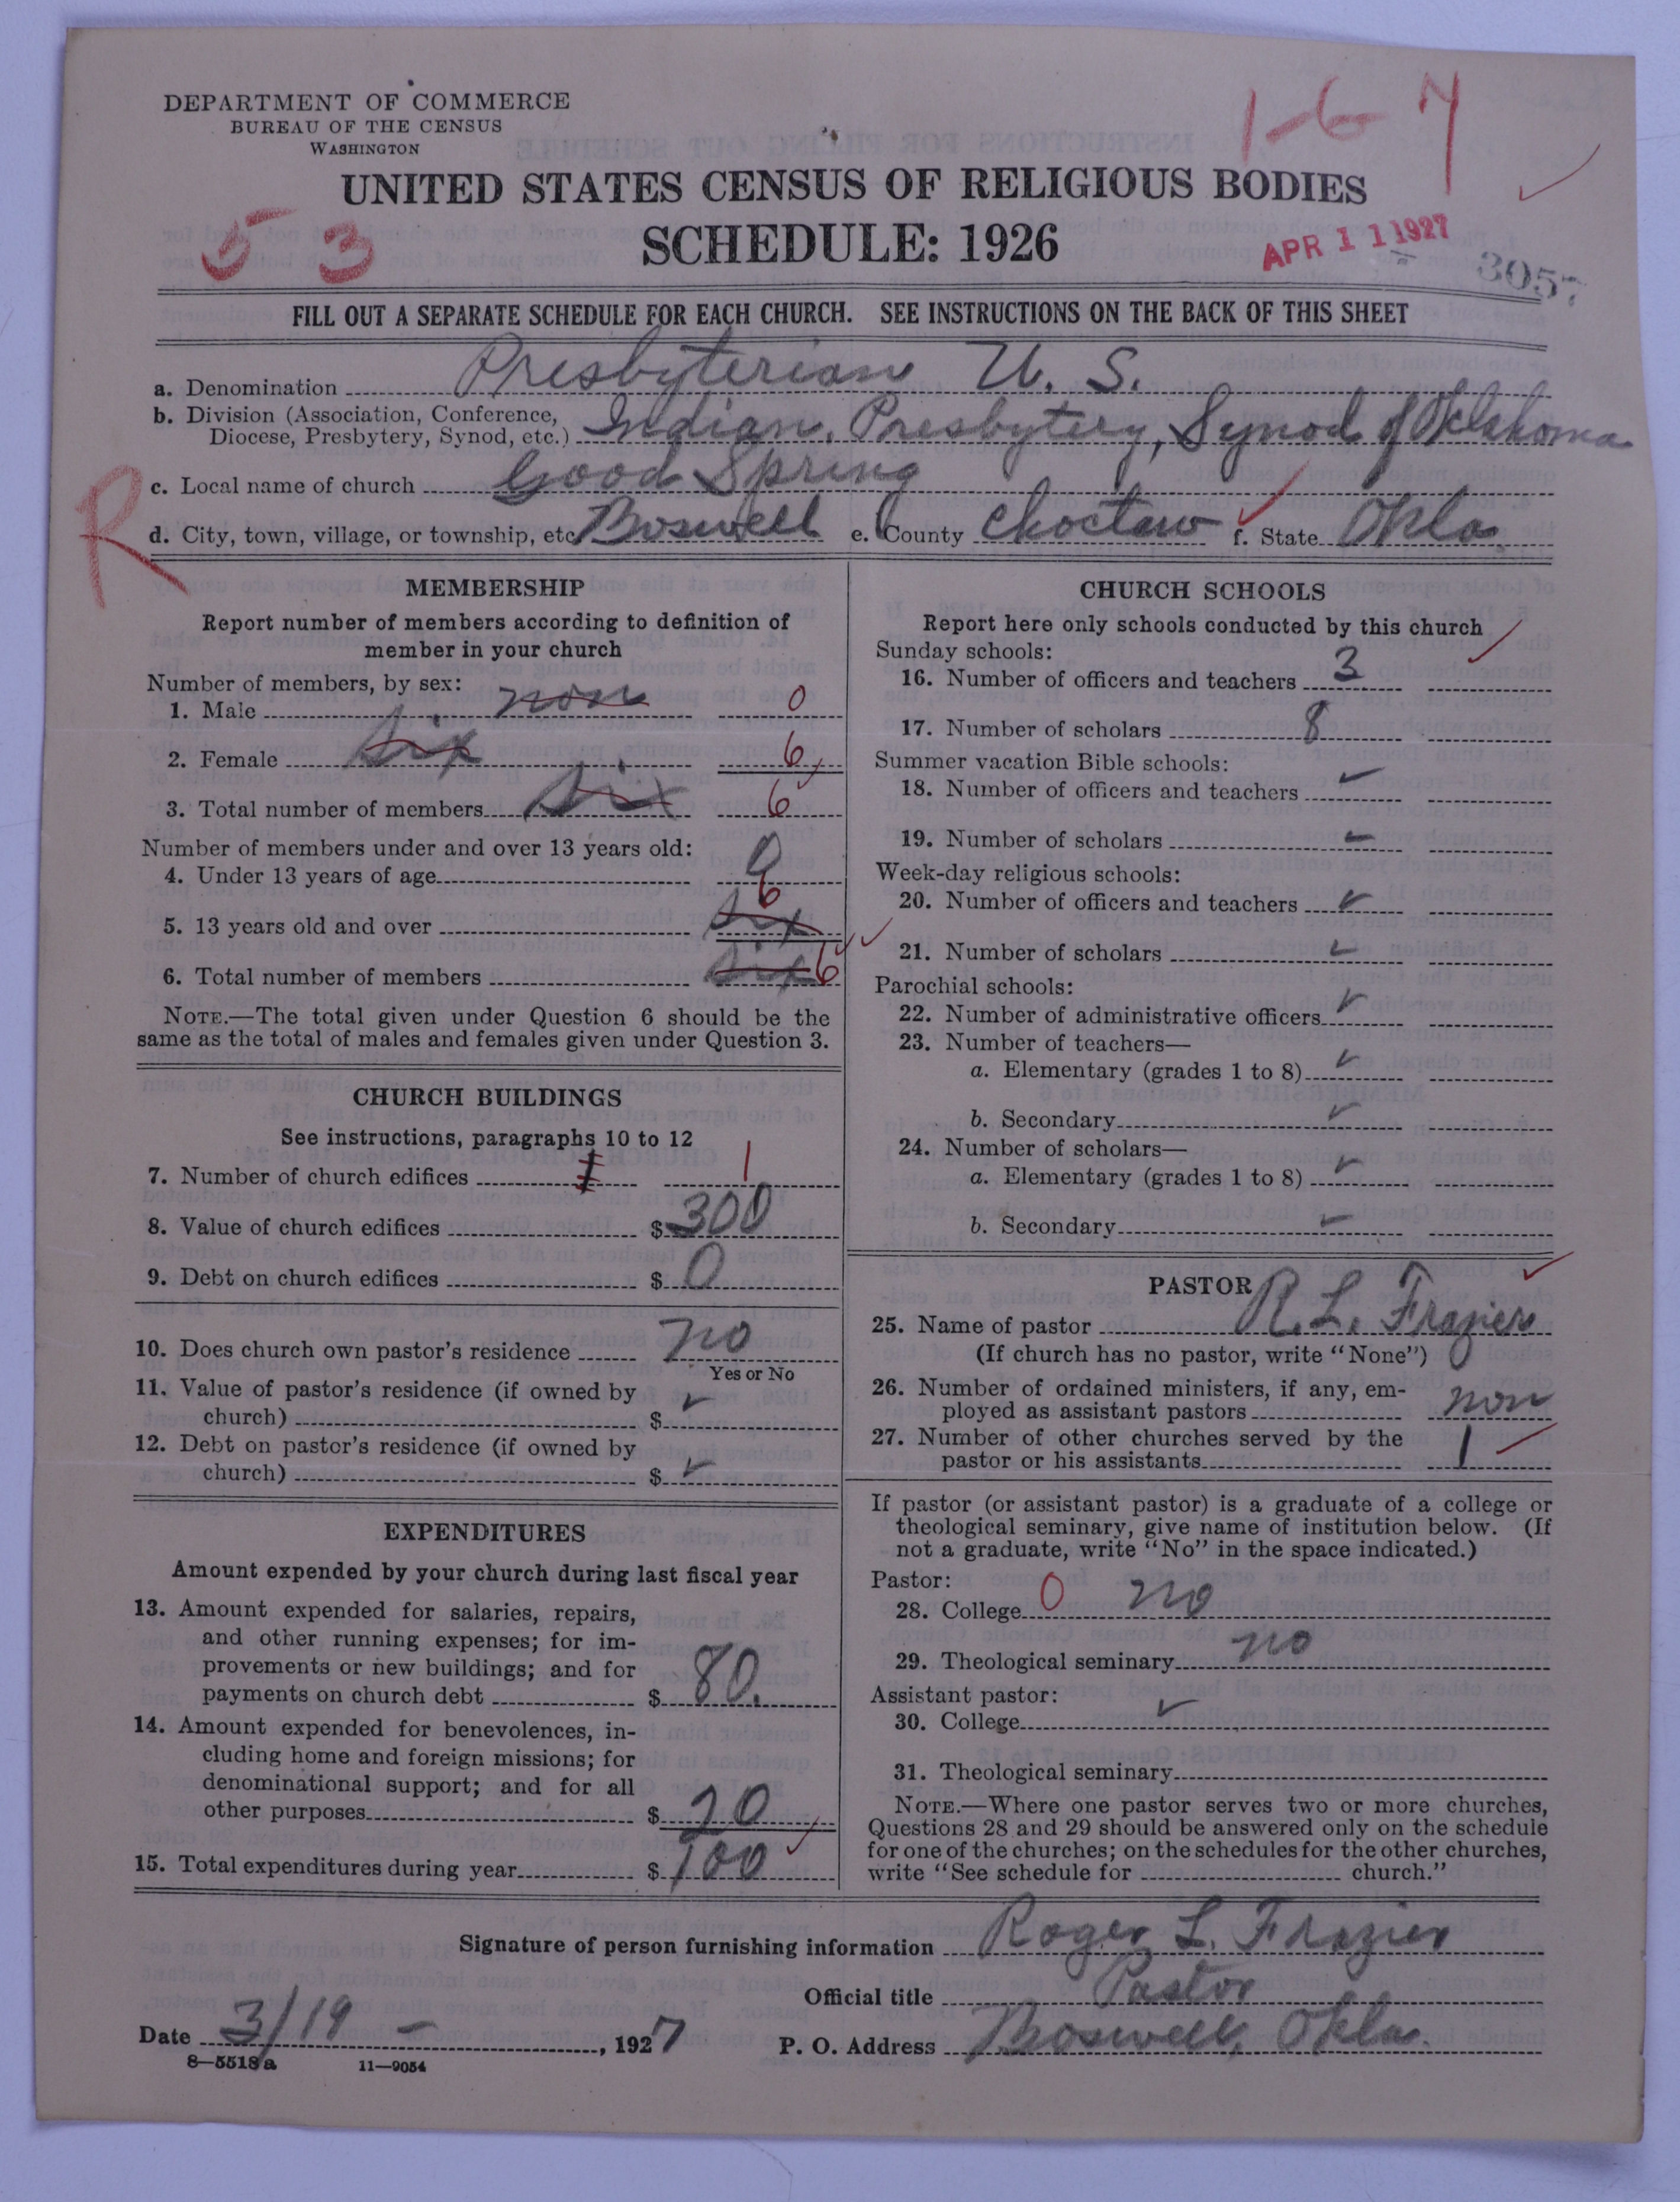 DEPARTMENT OF COMMERCE
BUREAU OF THE CENSUS
WASHINGTON
1-6 7
UNITED STATES CENSUS OF RELIGIOUS BODIES
SCHEDULE: 1926
53
APR 11 1927
3057
FILL OUT A SEPARATE SCHEDULE FOR EACH CHURCH. SEE INSTRUCTIONS ON THE BACK OF THIS SHEET
a. Denomination Presbyterian U. S.
b. Division (Association, Conference,
Diocese, Presbytery, Synod, etc.) Indian, Presbytery, Synod of Oklahoma
c. Local name of church Good Spring
R
d. City, town, village, or township, etc. Boswell e. County Choctaw f. State Okla.
MEMBERSHIP
Report number of members according to definition of
member in your church
Number of members, by sex:
1. Male non 0
2. Female six 6
3. Total number of members six 6
Number of members under and over 13 years old:
4. Under 13 years of age 0
5. 13 years old and over six 6
6. Total number of members six 6
NOTE.—The total given under Question 6 should be the
same as the total of males and females given under Question 3.
CHURCH BUILDINGS
See instructions, paragraphs 10 to 12
7. Number of church edifices 1 1
8. Value of church edifices $ 300
9. Debt on church edifices $ 0
10. Does church own pastor's residence no
Yes or No
11. Value of pastor's residence (if owned by
church) $ ✓
12. Debt on pastor's residence (if owned by
church) $ ✓
EXPENDITURES
Amount expended by your church during last fiscal year
13. Amount expended for salaries, repairs,
and other running expenses; for im-
provements or new buildings; and for
payments on church debt $ 80.
14. Amount expended for benevolences, in-
cluding home and foreign missions; for
denominational support; and for all
other purposes $ 20
15. Total expenditures during year $ 100
CHURCH SCHOOLS
Report here only schools conducted by this church
Sunday schools:
16. Number of officers and teachers 3
17. Number of scholars 8
Summer vacation Bible schools:
18. Number of officers and teachers ✓
19. Number of scholars ✓
Week-day religious schools:
20. Number of officers and teachers ✓
21. Number of scholars ✓
Parochial schools:
22. Number of administrative officers ✓
23. Number of teachers—
a. Elementary (grades 1 to 8) ✓
b. Secondary ✓
24. Number of scholars—
a. Elementary (grades 1 to 8) ✓
b. Secondary ✓
PASTOR
25. Name of pastor R. L. Frazier
(If church has no pastor, write "None")
26. Number of ordained ministers, if any, em-
ployed as assistant pastors non
27. Number of other churches served by the
pastor or his assistants 1
If pastor (or assistant pastor) is a graduate of a college or
theological seminary, give name of institution below. (If
not a graduate, write "No" in the space indicated.)
Pastor:
28. College 0 no
29. Theological seminary no
Assistant pastor:
30. College ✓
31. Theological seminary
NOTE.—Where one pastor serves two or more churches,
Questions 28 and 29 should be answered only on the schedule
for one of the churches; on the schedules for the other churches,
write "See schedule for church."
Signature of person furnishing information Roger L. Frazier
Official title Pastor
Date 3/19 - , 1927 P. O. Address Boswell, Okla.
8—5518 a 11—9054